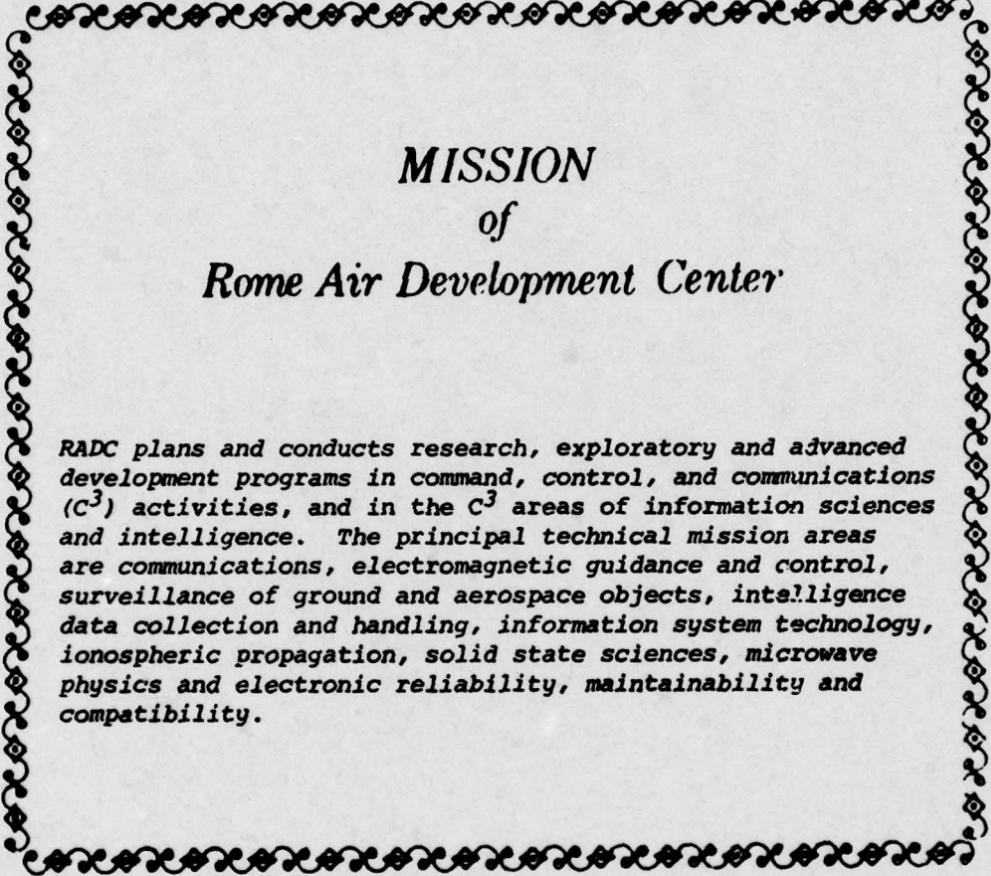 MISSION
of
Rome Air Development Center
RADC plans and conducts research, exploratory and advanced
development programs in command, control, and communications
(C³) activities, and in the C³ areas of information sciences
and intelligence. The principal technical mission areas
are communications, electromagnetic guidance and control,
surveillance of ground and aerospace objects, intelligence
data collection and handling, information system technology,
ionospheric propagation, solid state sciences, microwave
physics and electronic reliability, maintainability and
compatibility.